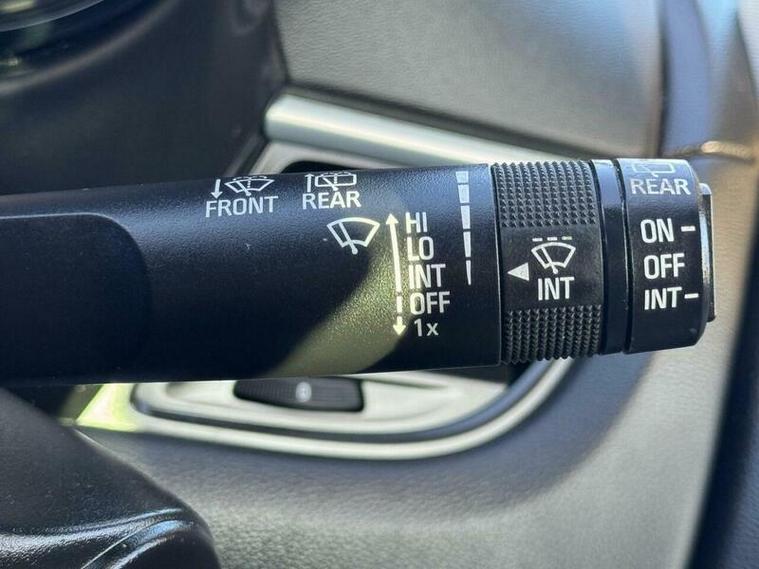 FRONT
REAR
HI
LO
INT
OFF
1x
INT
REAR
ON
OFF
INT